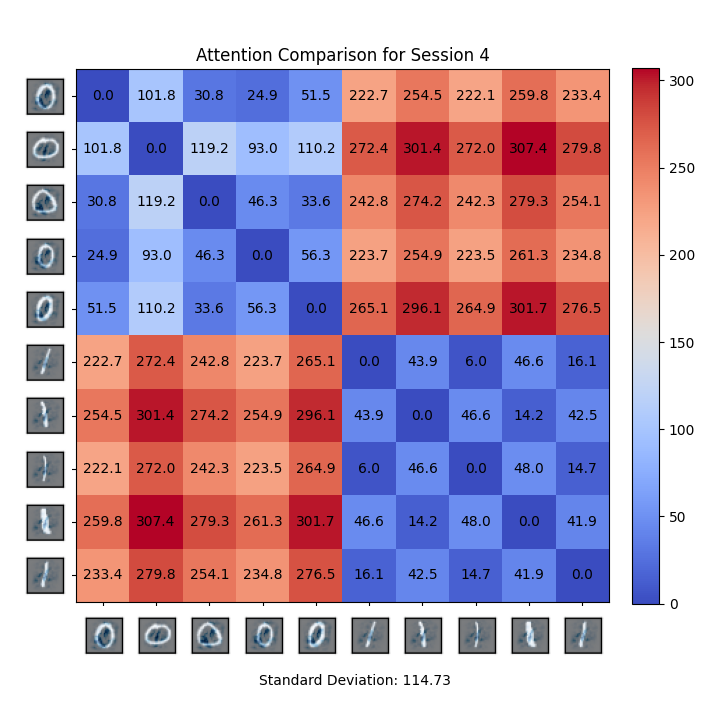 Attention Comparison for Session 4
0.0 101.8 30.8 24.9 51.5 222.7 254.5 222.1 259.8 233.4
101.8 0.0 119.2 93.0 110.2 272.4 301.4 272.0 307.4 279.8
30.8 119.2 0.0 46.3 33.6 242.8 274.2 242.3 279.3 254.1
24.9 93.0 46.3 0.0 56.3 223.7 254.9 223.5 261.3 234.8
51.5 110.2 33.6 56.3 0.0 265.1 296.1 264.9 301.7 276.5
222.7 272.4 242.8 223.7 265.1 0.0 43.9 6.0 46.6 16.1
254.5 301.4 274.2 254.9 296.1 43.9 0.0 46.6 14.2 42.5
222.1 272.0 242.3 223.5 264.9 6.0 46.6 0.0 48.0 14.7
259.8 307.4 279.3 261.3 301.7 46.6 14.2 48.0 0.0 41.9
233.4 279.8 254.1 234.8 276.5 16.1 42.5 14.7 41.9 0.0
300
250
200
150
100
50
0
Standard Deviation: 114.73